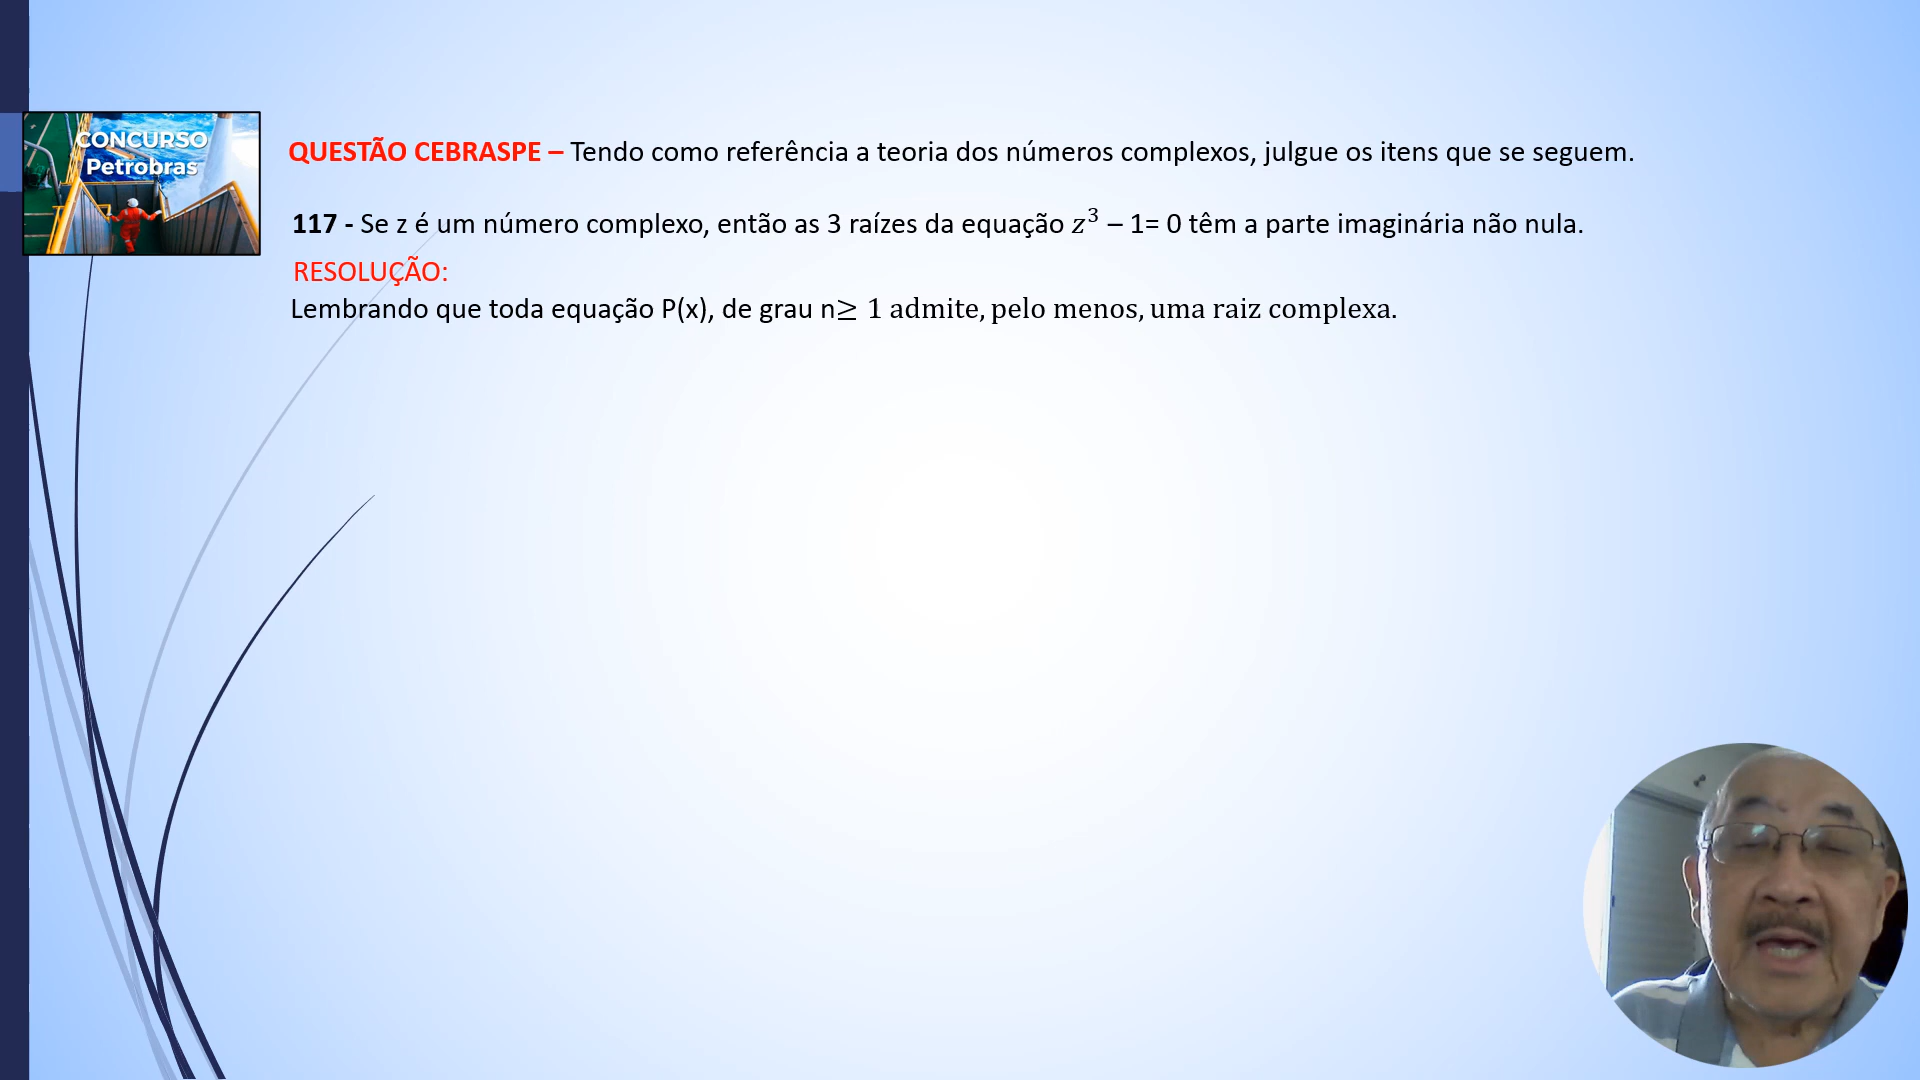 CONCURSO
Petrobras
QUESTÃO CEBRASPE – Tendo como referência a teoria dos números complexos, julgue os itens que se seguem.
117 - Se z é um número complexo, então as 3 raízes da equação z³ – 1= 0 têm a parte imaginária não nula.
RESOLUÇÃO:
Lembrando que toda equação P(x), de grau n≥ 1 admite, pelo menos, uma raiz complexa.